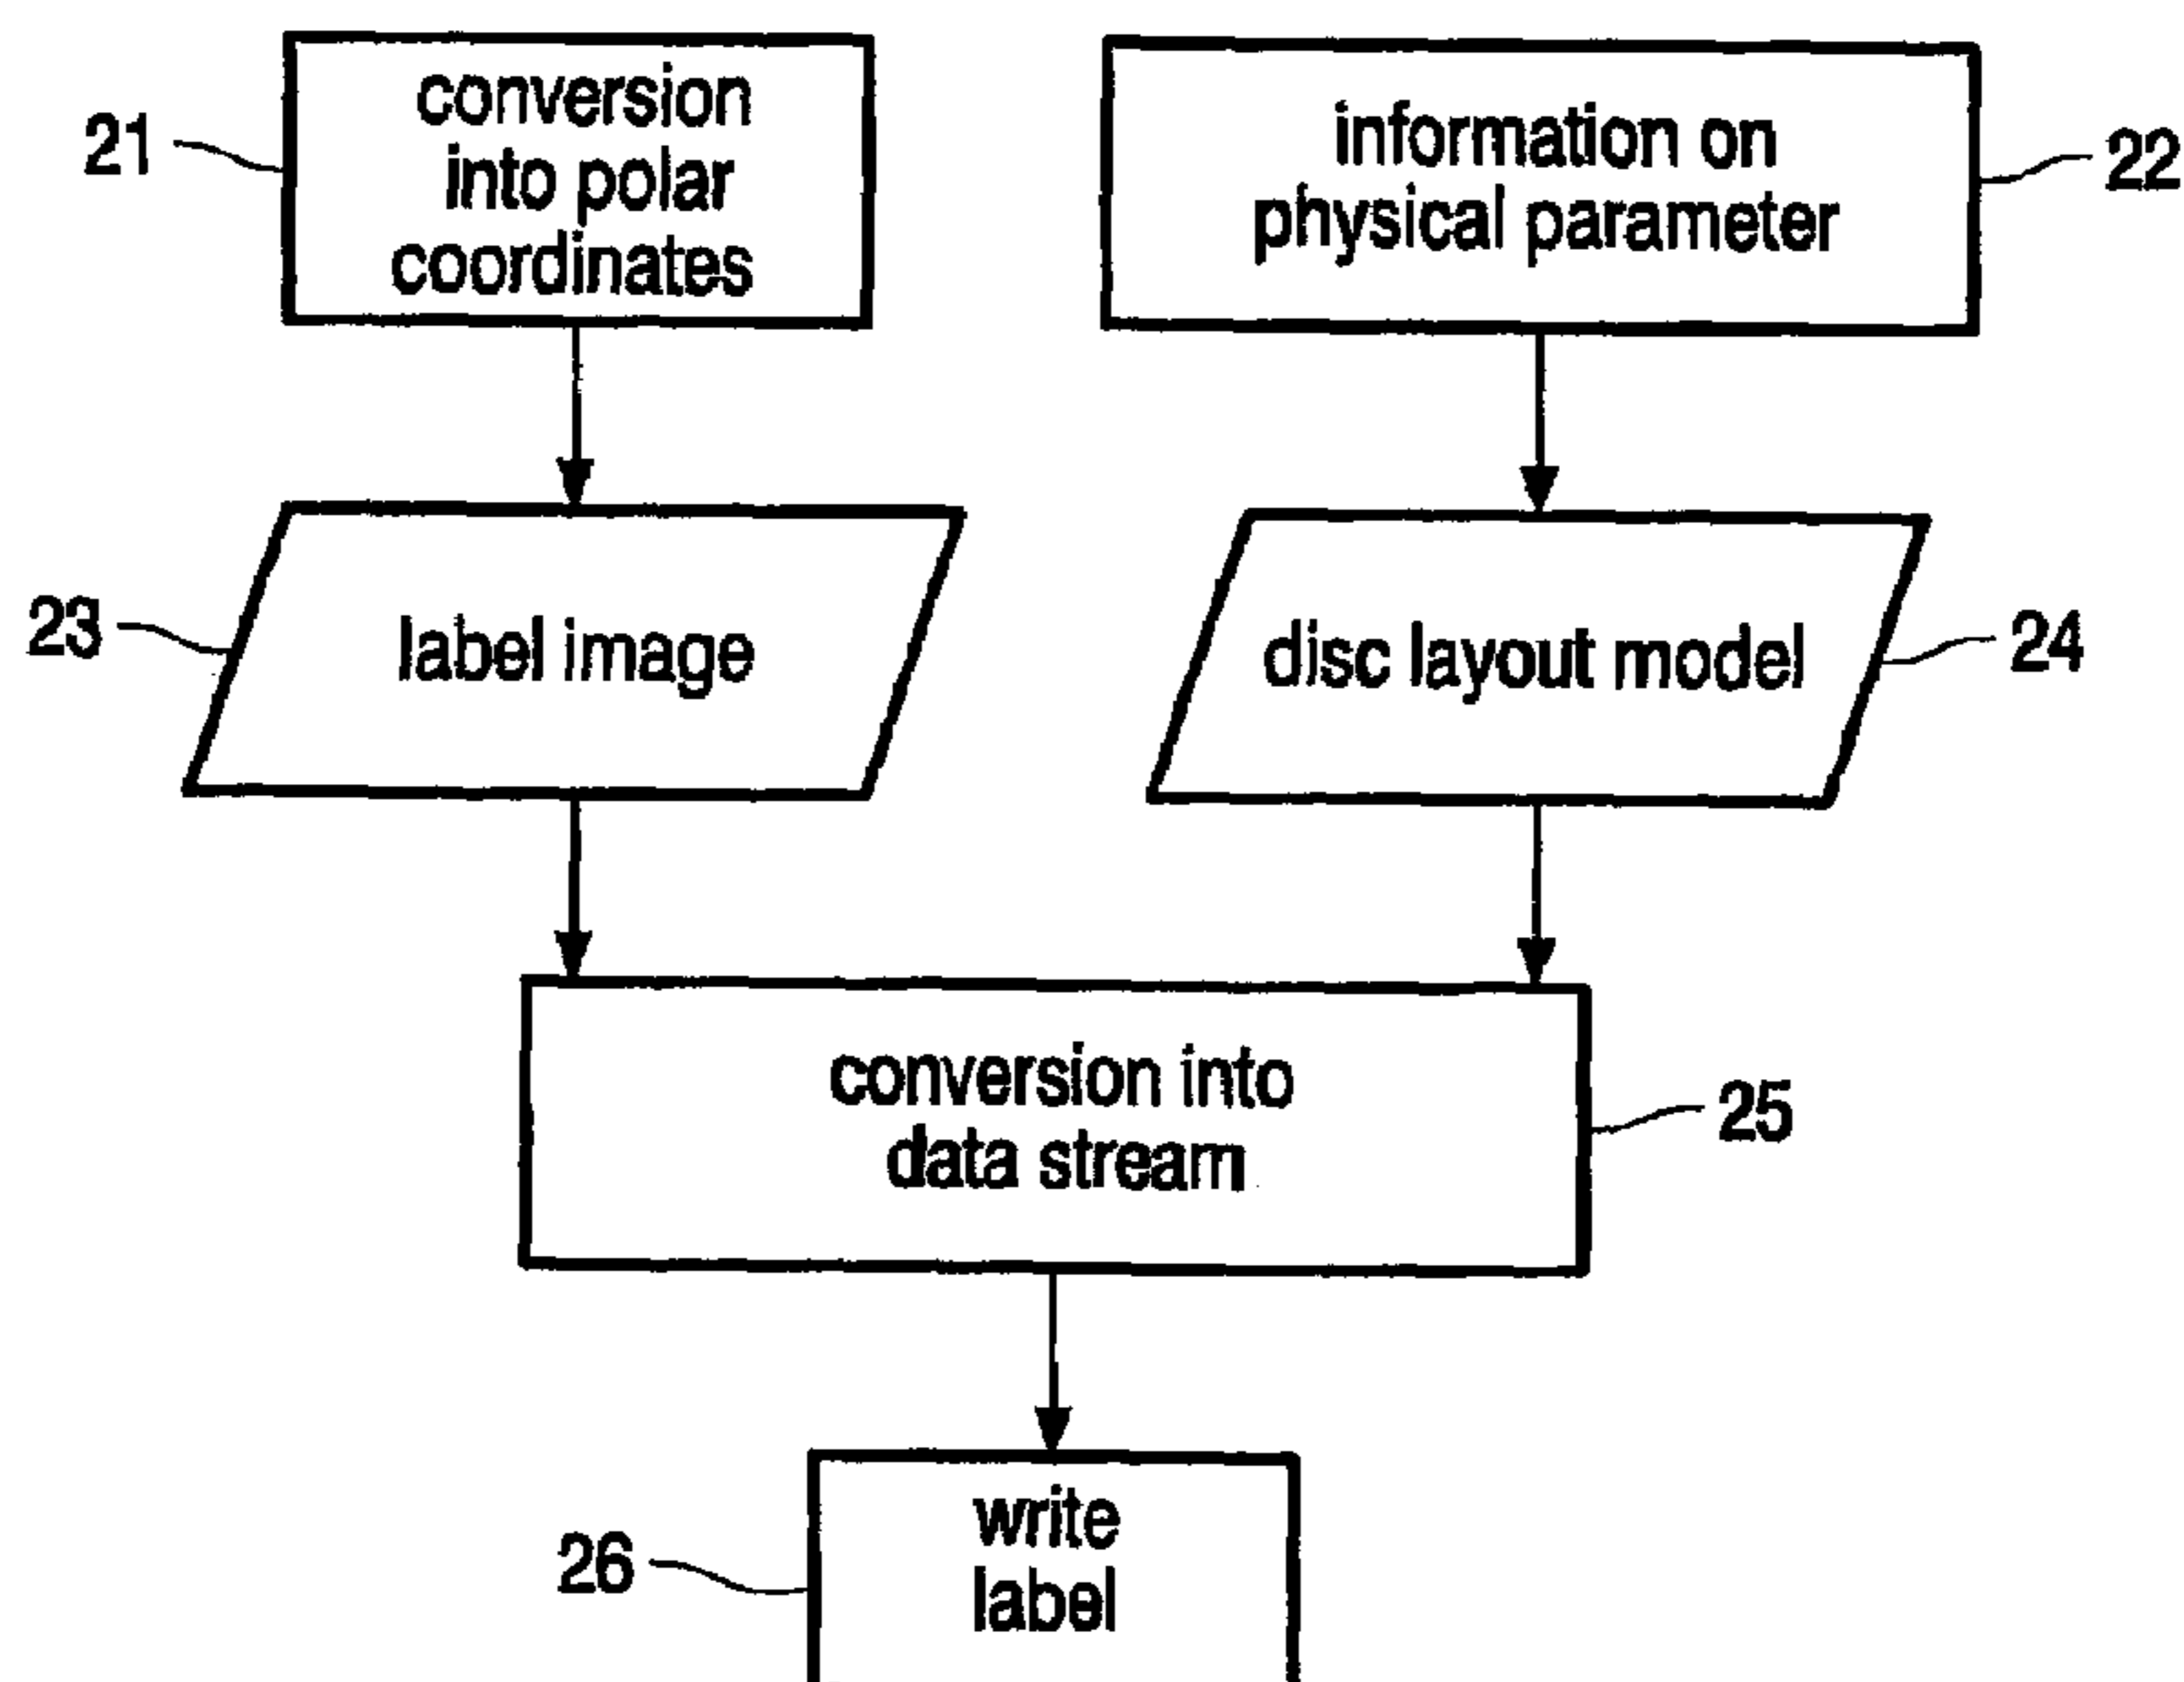 conversion
into polar
coordinates
21
information on
physical parameter
22
label image
23
disc layout model
24
conversion into
data stream
25
write
label
26